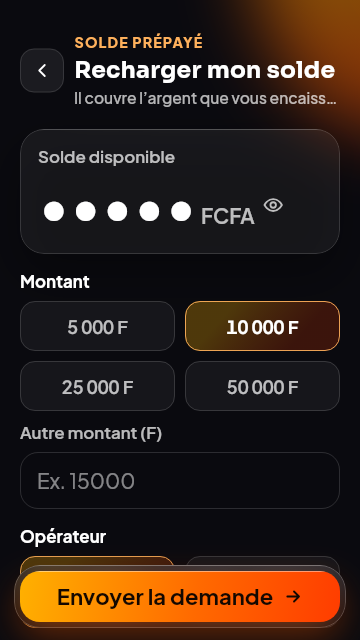 SOLDE PRÉPAYÉ
Recharger mon solde
Il couvre l’argent que vous encaiss…
Solde disponible
●●●●● FCFA
Montant
5 000 F
10 000 F
25 000 F
50 000 F
Autre montant (F)
Ex. 15000
Opérateur
Envoyer la demande →